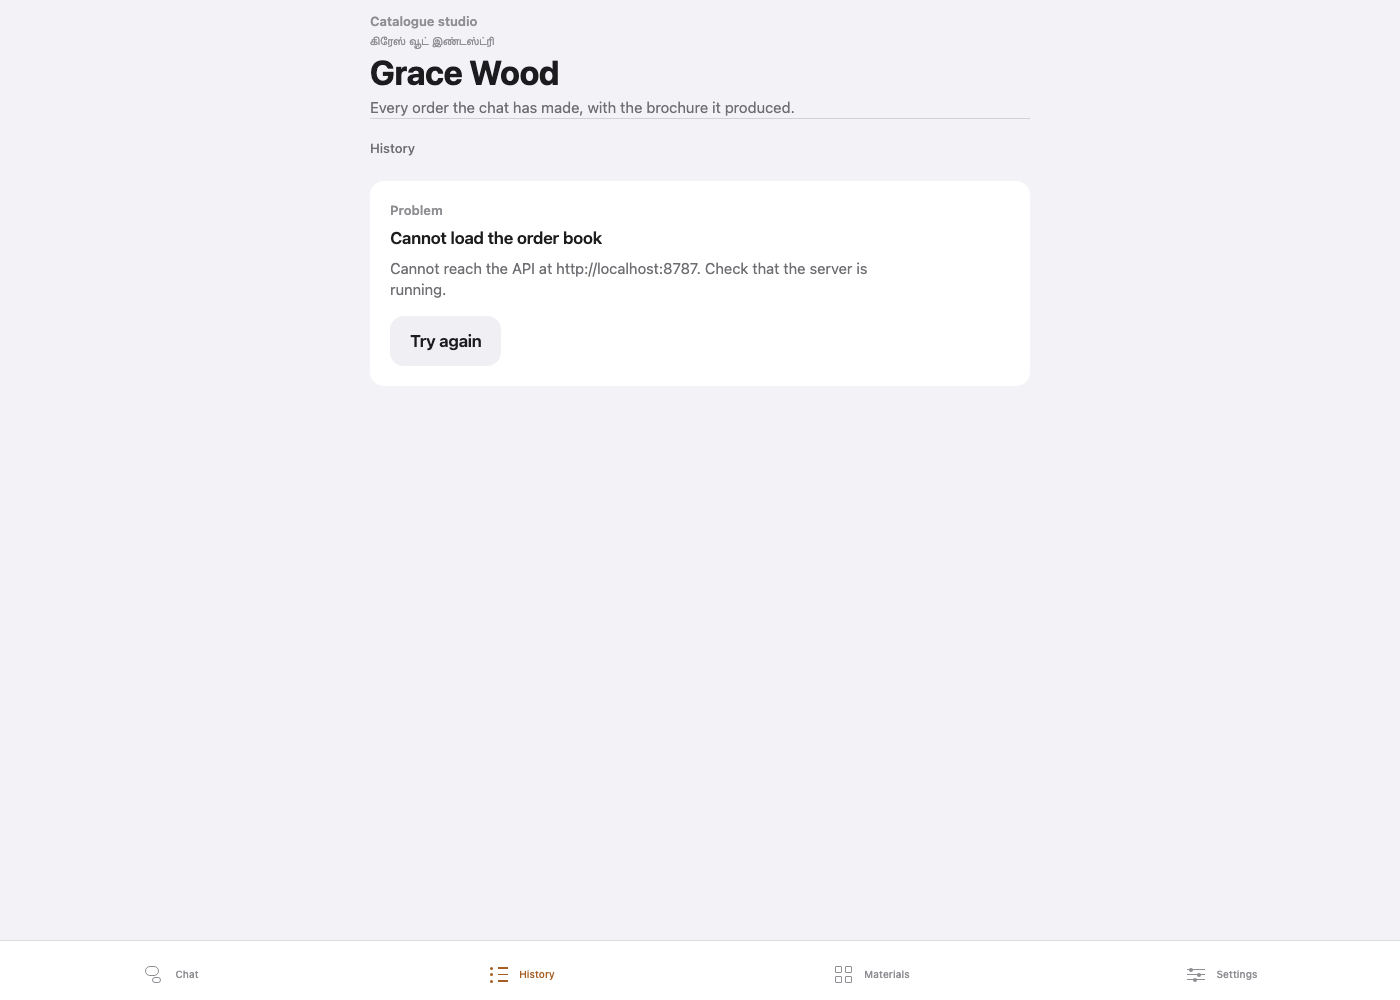 Catalogue studio
கிரேஸ் வூட் இண்டஸ்ட்ரி
Grace Wood
Every order the chat has made, with the brochure it produced.
History
Problem
Cannot load the order book
Cannot reach the API at http://localhost:8787. Check that the server is
running.
Try again
Chat
History
Materials
Settings